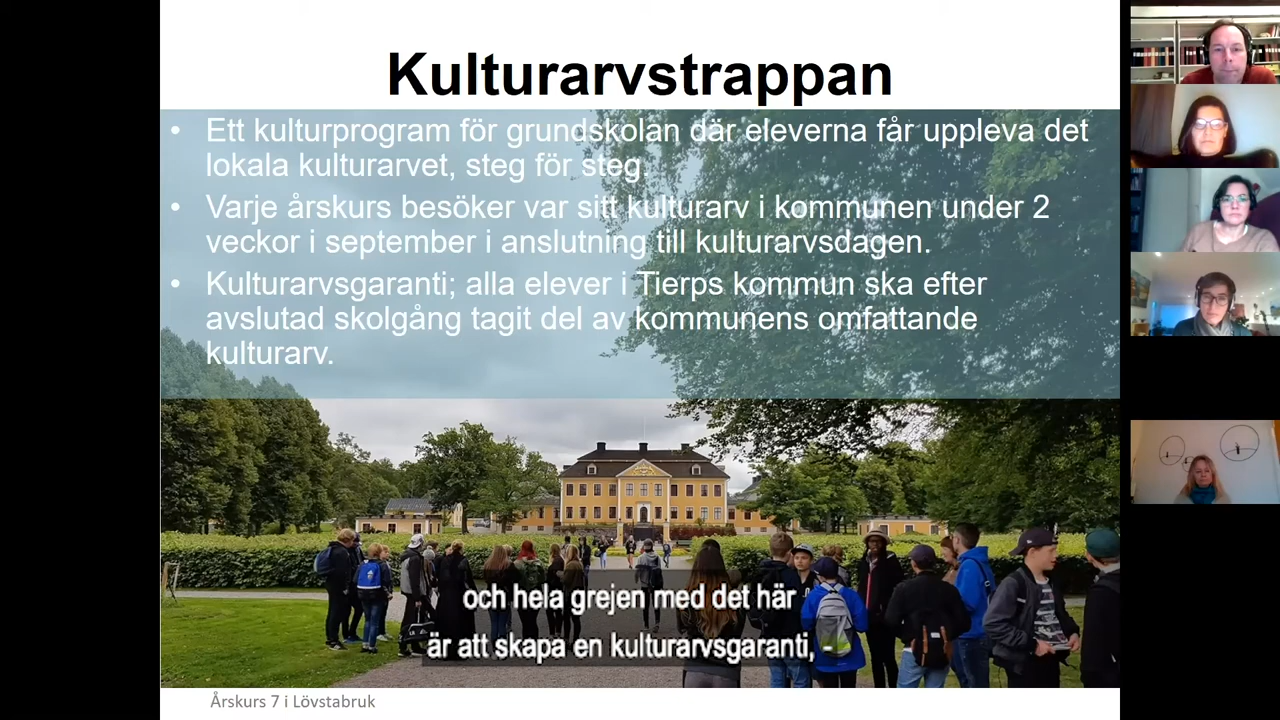 Kulturarvstrappan
• Ett kulturprogram för grundskolan där eleverna får uppleva det
lokala kulturarvet, steg för steg.
• Varje årskurs besöker var sitt kulturarv i kommunen under 2
veckor i september i anslutning till kulturarvsdagen.
• Kulturarvsgaranti; alla elever i Tierps kommun ska efter
avslutad skolgång tagit del av kommunens omfattande
kulturarv.
och hela grejen med det här
är att skapa en kulturarvsgaranti, -
Årskurs 7 i Lövstabruk